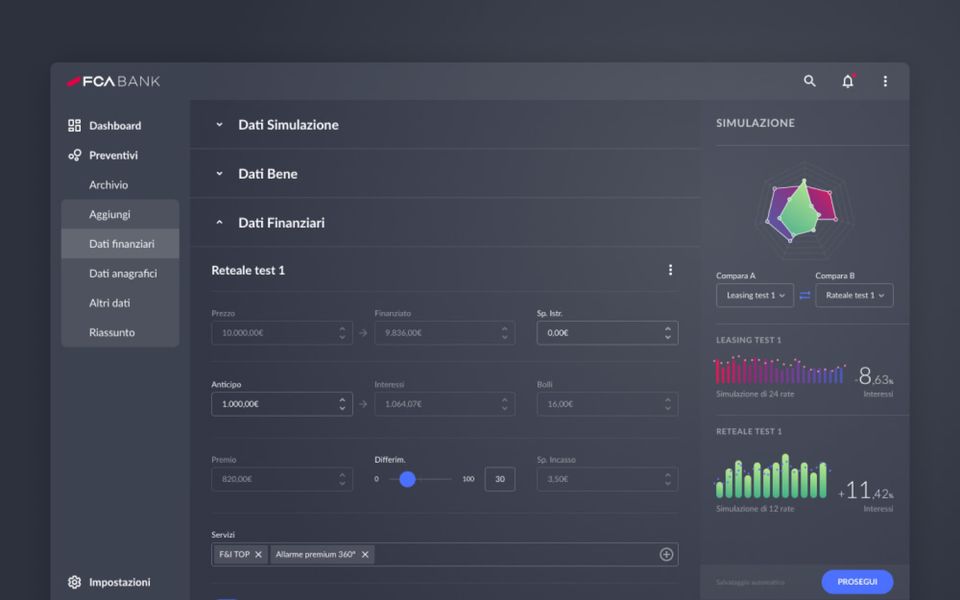 FCA BANK
Dashboard
Preventivi
Archivio
Aggiungi
Dati finanziari
Dati anagrafici
Altri dati
Riassunto
Impostazioni
Dati Simulazione
Dati Bene
Dati Finanziari
Reteale test 1
Prezzo Finanziato Sp. Istr.
10.000,00€ 9.836,00€ 0,00€
Anticipo Interessi Bolli
1.000,00€ 1.064,07€ 16,00€
Premio Differim. Sp. Incasso
820,00€ 0 100 30 3,50€
Servizi
F&I TOP Allarme premium 360°
SIMULAZIONE
Compara A Compara B
Leasing test 1 Rateale test 1
LEASING TEST 1
-8,63%
Simulazione di 24 rate Interessi
RETEALE TEST 1
+11,42%
Simulazione di 12 rate Interessi
Salvataggio automatico PROSEGUI